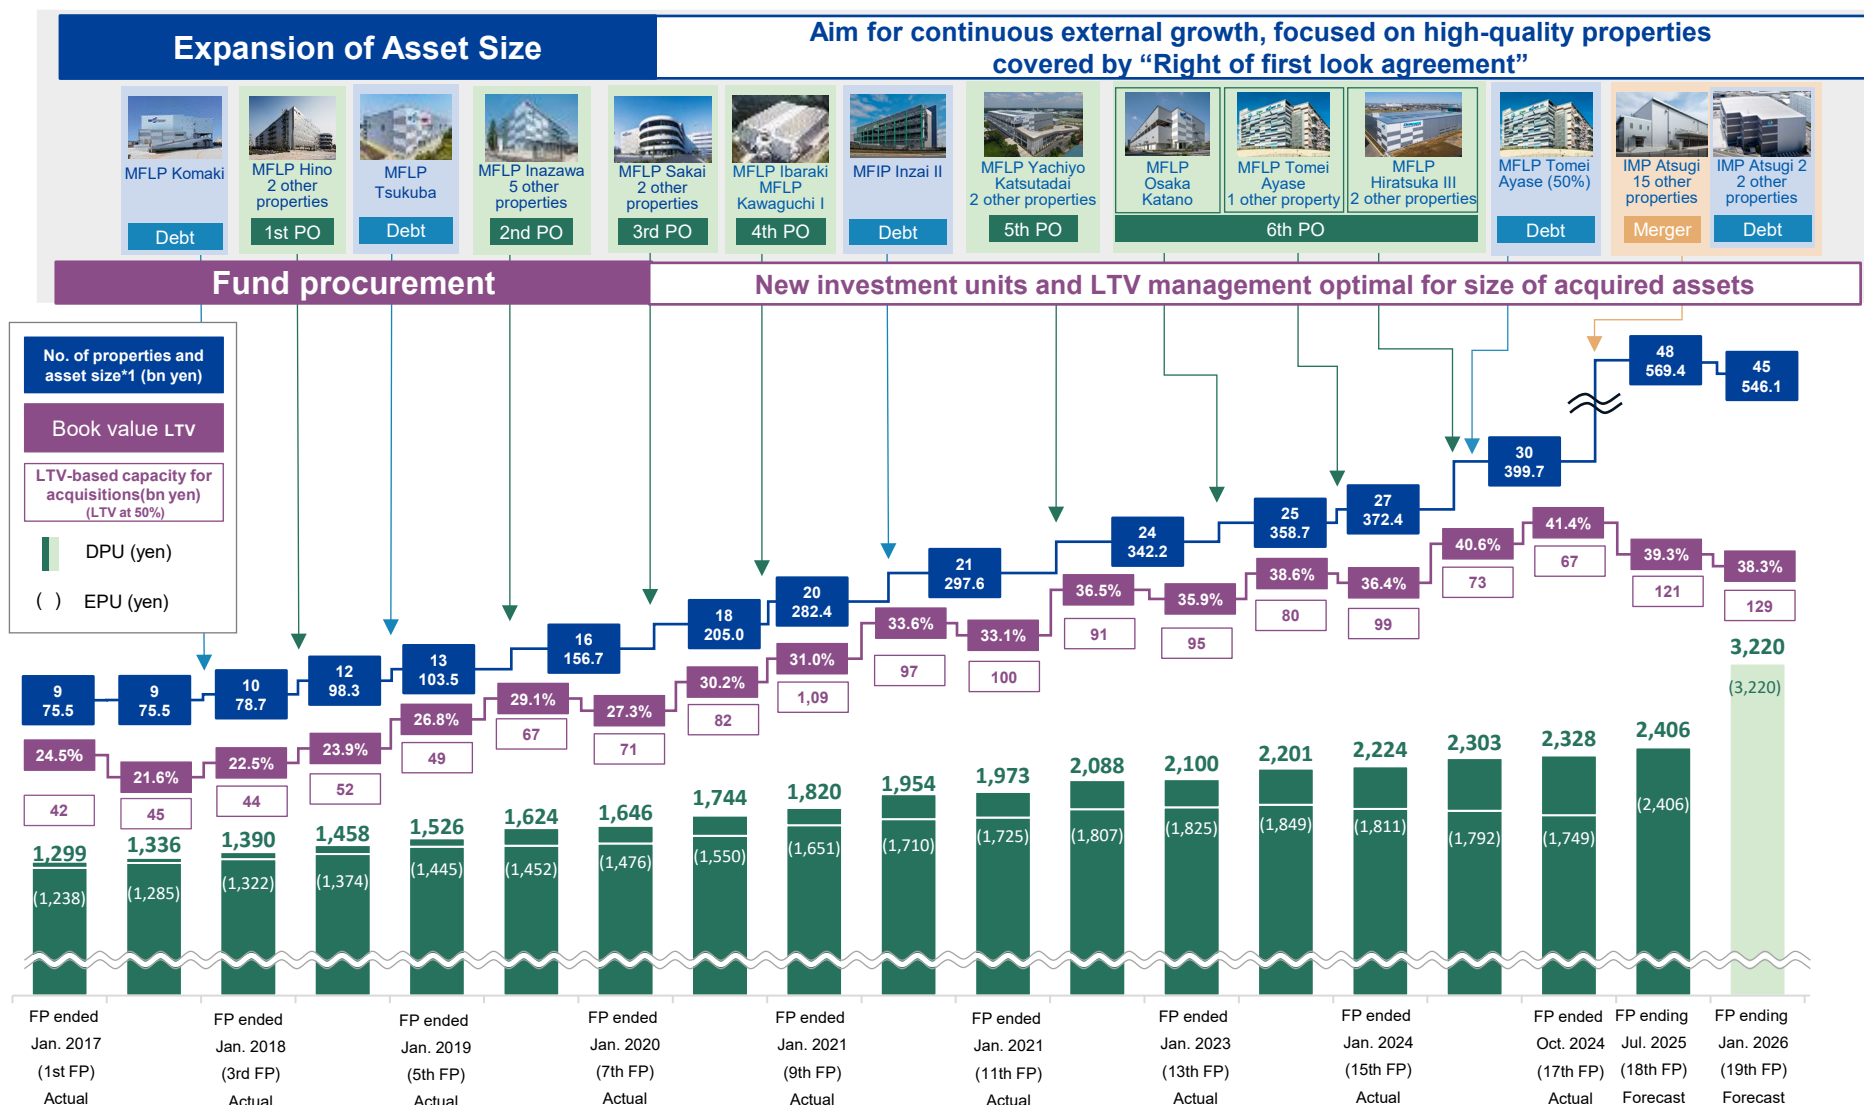 Expansion of Asset Size
Aim for continuous external growth, focused on high-quality properties
covered by “Right of first look agreement”
MFLP Komaki
Debt
MFLP Hino
2 other
properties
1st PO
MFLP
Tsukuba
Debt
MFLP Inazawa
5 other
properties
2nd PO
MFLP Sakai
2 other
properties
3rd PO
MFLP Ibaraki
MFLP
Kawaguchi I
4th PO
MFIP Inzai II
Debt
MFLP Yachiyo
Katsutadai
2 other properties
5th PO
MFLP
Osaka
Katano
MFLP Tomei
Ayase
1 other property
MFLP
Hiratsuka III
2 other properties
6th PO
MFLP Tomei
Ayase (50%)
Debt
IMP Atsugi
15 other
properties
Merger
IMP Atsugi 2
2 other
properties
Debt
Fund procurement
New investment units and LTV management optimal for size of acquired assets
No. of properties and
asset size*1 (bn yen)
Book value LTV
LTV-based capacity for
acquisitions(bn yen)
(LTV at 50%)
DPU (yen)
( ) EPU (yen)
9
75.5
9
75.5
10
78.7
12
98.3
13
103.5
16
156.7
18
205.0
20
282.4
21
297.6
24
342.2
25
358.7
27
372.4
30
399.7
48
569.4
45
546.1
24.5%
21.6%
22.5%
23.9%
26.8%
29.1%
27.3%
30.2%
31.0%
33.6%
33.1%
36.5%
35.9%
38.6%
36.4%
40.6%
41.4%
39.3%
38.3%
42
45
44
52
49
67
71
82
1,09
97
100
91
95
80
99
73
67
121
129
1,299
1,336
1,390
1,458
1,526
1,624
1,646
1,744
1,820
1,954
1,973
2,088
2,100
2,201
2,224
2,303
2,328
2,406
3,220
(1,238)
(1,285)
(1,322)
(1,374)
(1,445)
(1,452)
(1,476)
(1,550)
(1,651)
(1,710)
(1,725)
(1,807)
(1,825)
(1,849)
(1,811)
(1,792)
(1,749)
(2,406)
(3,220)
FP ended
Jan. 2017
(1st FP)
Actual
FP ended
Jan. 2018
(3rd FP)
Actual
FP ended
Jan. 2019
(5th FP)
Actual
FP ended
Jan. 2020
(7th FP)
Actual
FP ended
Jan. 2021
(9th FP)
Actual
FP ended
Jan. 2021
(11th FP)
Actual
FP ended
Jan. 2023
(13th FP)
Actual
FP ended
Jan. 2024
(15th FP)
Actual
FP ended
Oct. 2024
(17th FP)
Actual
FP ending
Jul. 2025
(18th FP)
Forecast
FP ending
Jan. 2026
(19th FP)
Forecast